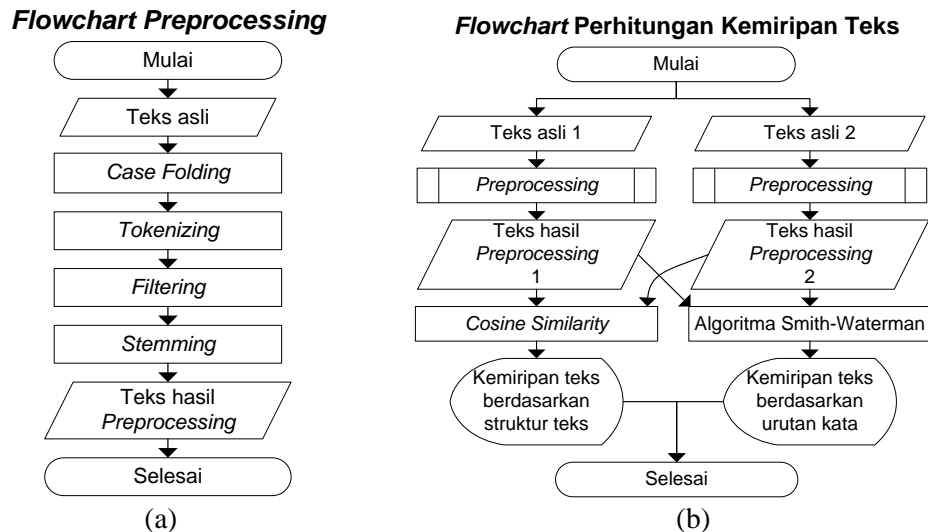 Flowchart Preprocessing
Mulai
Teks asli
Case Folding
Tokenizing
Filtering
Stemming
Teks hasil
Preprocessing
Selesai
(a)
Flowchart Perhitungan Kemiripan Teks
Mulai
Teks asli 1
Teks asli 2
Preprocessing
Preprocessing
Teks hasil
Preprocessing
1
Teks hasil
Preprocessing
2
Cosine Similarity
Algoritma Smith-Waterman
Kemiripan teks
berdasarkan
struktur teks
Kemiripan teks
berdasarkan
urutan kata
Selesai
(b)